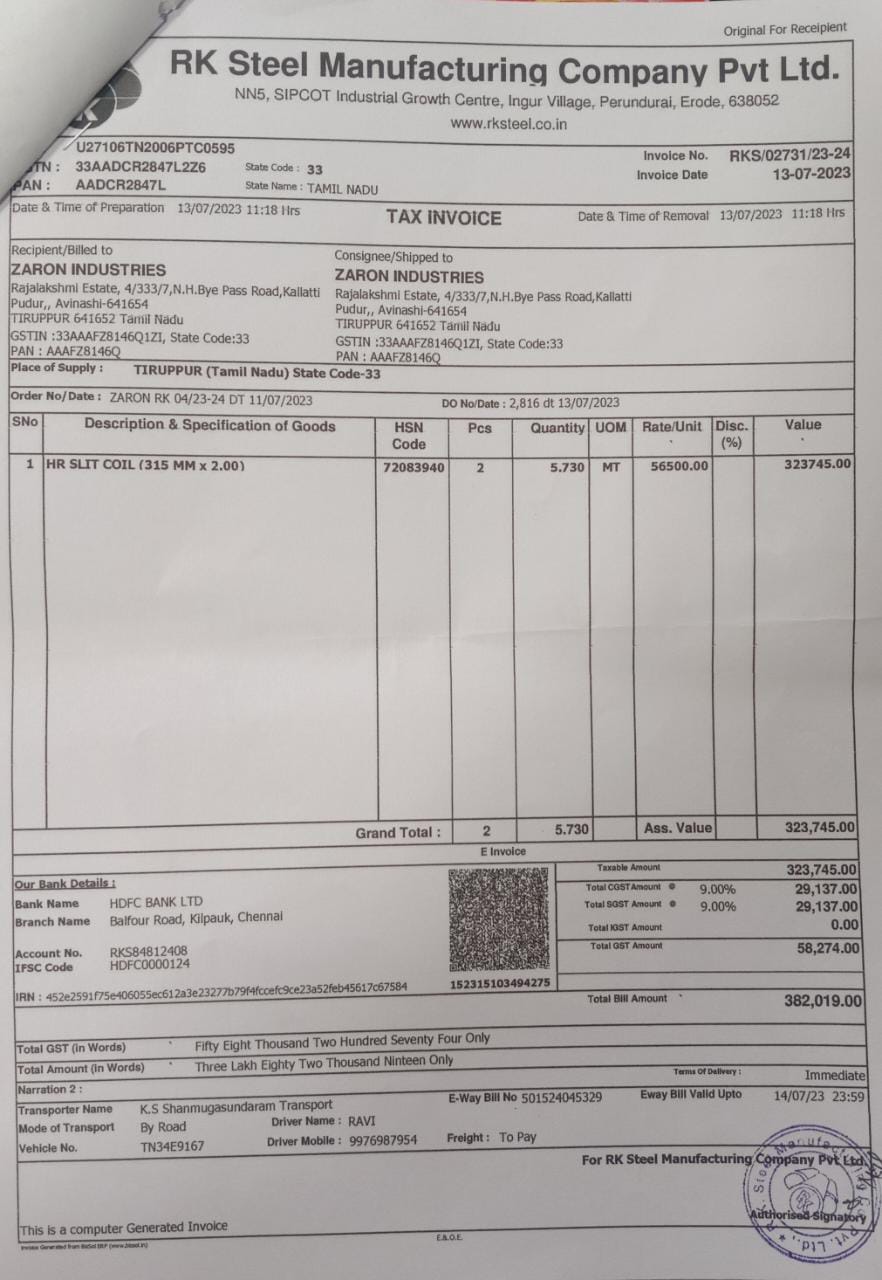 Original For Receipient
RK Steel Manufacturing Company Pvt Ltd.
NN5, SIPCOT Industrial Growth Centre, Ingur Village, Perundurai, Erode, 638052
www.rksteel.co.in
U27106TN2006PTC0595
TN : 33AADCR2847L2Z6 State Code : 33
PAN : AADCR2847L State Name : TAMIL NADU
Invoice No. RKS/02731/23-24
Invoice Date 13-07-2023
Date & Time of Preparation 13/07/2023 11:18 Hrs
TAX INVOICE
Date & Time of Removal 13/07/2023 11:18 Hrs
Recipient/Billed to
ZARON INDUSTRIES
Rajalakshmi Estate, 4/333/7,N.H.Bye Pass Road,Kallatti
Pudur,, Avinashi-641654
TIRUPPUR 641652 Tamil Nadu
GSTIN :33AAAFZ8146Q1ZI, State Code:33
PAN : AAAFZ8146Q
Consignee/Shipped to
ZARON INDUSTRIES
Rajalakshmi Estate, 4/333/7,N.H.Bye Pass Road,Kallatti
Pudur,, Avinashi-641654
TIRUPPUR 641652 Tamil Nadu
GSTIN :33AAAFZ8146Q1ZI, State Code:33
PAN : AAAFZ8146Q
Place of Supply : TIRUPPUR (Tamil Nadu) State Code-33
Order No/Date : ZARON RK 04/23-24 DT 11/07/2023 DO No/Date : 2,816 dt 13/07/2023
SNo Description & Specification of Goods HSN Code Pcs Quantity UOM Rate/Unit Disc. (%) Value
1 HR SLIT COIL (315 MM x 2.00) 72083940 2 5.730 MT 56500.00 323745.00
Grand Total : 2 5.730 Ass. Value 323,745.00
E Invoice
Our Bank Details :
Bank Name HDFC BANK LTD
Branch Name Balfour Road, Kilpauk, Chennai
Account No. RKS84812408
IFSC Code HDFC0000124
IRN : 452e2591f75e406055ec612a3e23277b79f4fccefc9ce23a52feb45617c67584
152315103494275
Taxable Amount 323,745.00
Total CGST Amount @ 9.00% 29,137.00
Total SGST Amount @ 9.00% 29,137.00
Total IGST Amount 0.00
Total GST Amount 58,274.00
Total Bill Amount 382,019.00
Total GST (in Words) Fifty Eight Thousand Two Hundred Seventy Four Only
Total Amount (in Words) Three Lakh Eighty Two Thousand Ninteen Only
Terms Of Delivery : Immediate
Narration 2 :
Transporter Name K.S Shanmugasundaram Transport
E-Way Bill No 501524045329 Eway Bill Valid Upto 14/07/23 23:59
Mode of Transport By Road Driver Name : RAVI
Vehicle No. TN34E9167 Driver Mobile : 9976987954 Freight : To Pay
For RK Steel Manufacturing Company Pvt Ltd.
Authorised Signatory
This is a computer Generated Invoice
E.&.O.E.